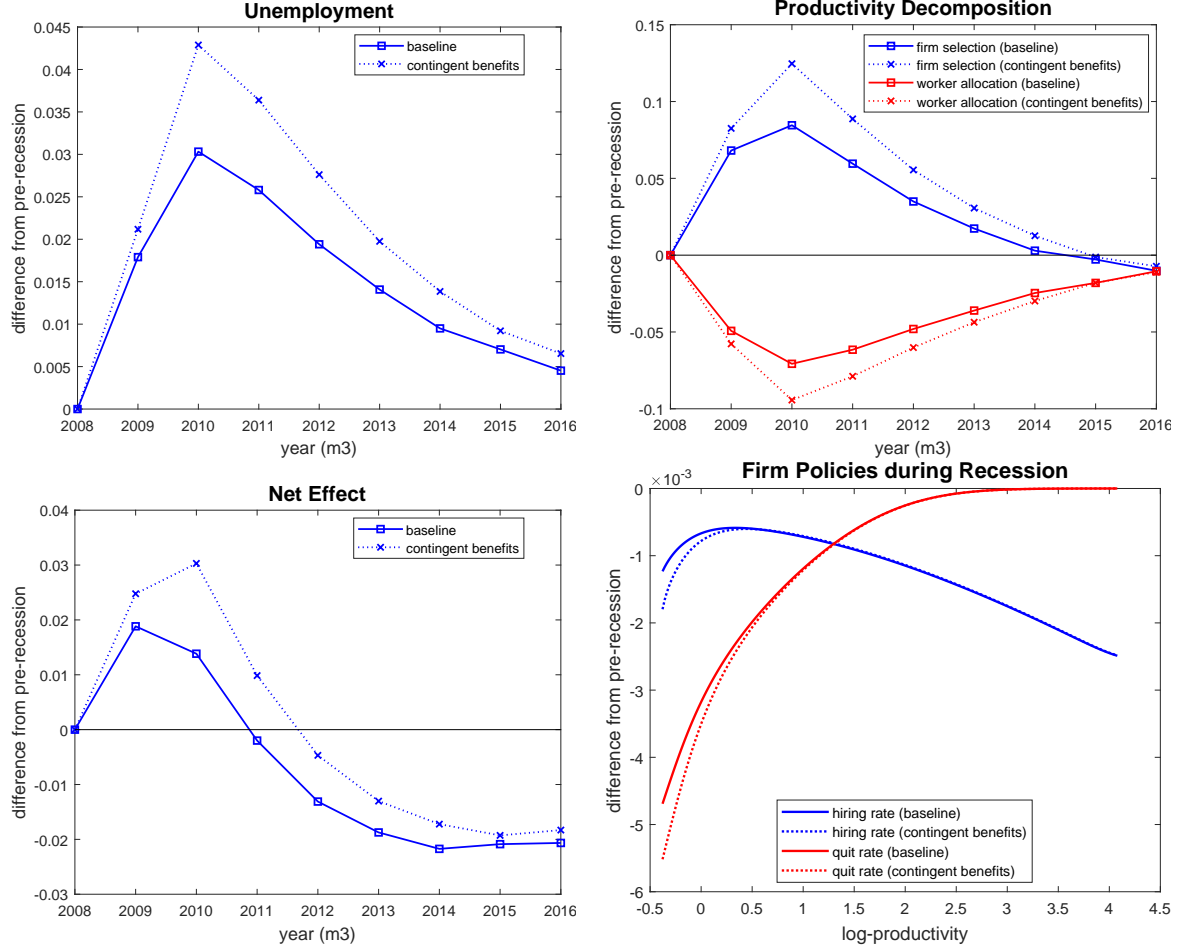 Unemployment
0.045
0.04
0.035
0.03
0.025
0.02
0.015
0.01
0.005
0
difference from pre-recession
baseline
contingent benefits
2008 2009 2010 2011 2012 2013 2014 2015 2016
year (m3)
Productivity Decomposition
0.15
0.1
0.05
0
-0.05
-0.1
difference from pre-recession
firm selection (baseline)
firm selection (contingent benefits)
worker allocation (baseline)
worker allocation (contingent benefits)
2008 2009 2010 2011 2012 2013 2014 2015 2016
year (m3)
Net Effect
0.04
0.03
0.02
0.01
0
-0.01
-0.02
-0.03
difference from pre-recession
baseline
contingent benefits
2008 2009 2010 2011 2012 2013 2014 2015 2016
year (m3)
Firm Policies during Recession
×10-3
0
-1
-2
-3
-4
-5
-6
difference from pre-recession
hiring rate (baseline)
hiring rate (contingent benefits)
quit rate (baseline)
quit rate (contingent benefits)
-0.5 0 0.5 1 1.5 2 2.5 3 3.5 4 4.5
log-productivity